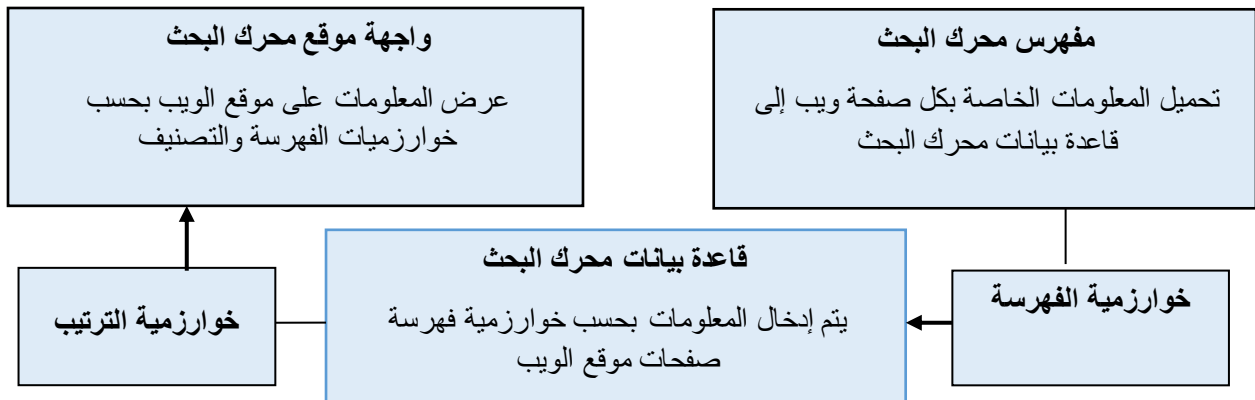 مفهرس محرك البحث
تحميل المعلومات الخاصة بكل صفحة ويب إلى
قاعدة بيانات محرك البحث
واجهة موقع محرك البحث
عرض المعلومات على موقع الويب بحسب
خوارزميات الفهرسة والتصنيف
خوارزمية الفهرسة
قاعدة بيانات محرك البحث
يتم إدخال المعلومات بحسب خوارزمية فهرسة
صفحات موقع الويب
خوارزمية الترتيب